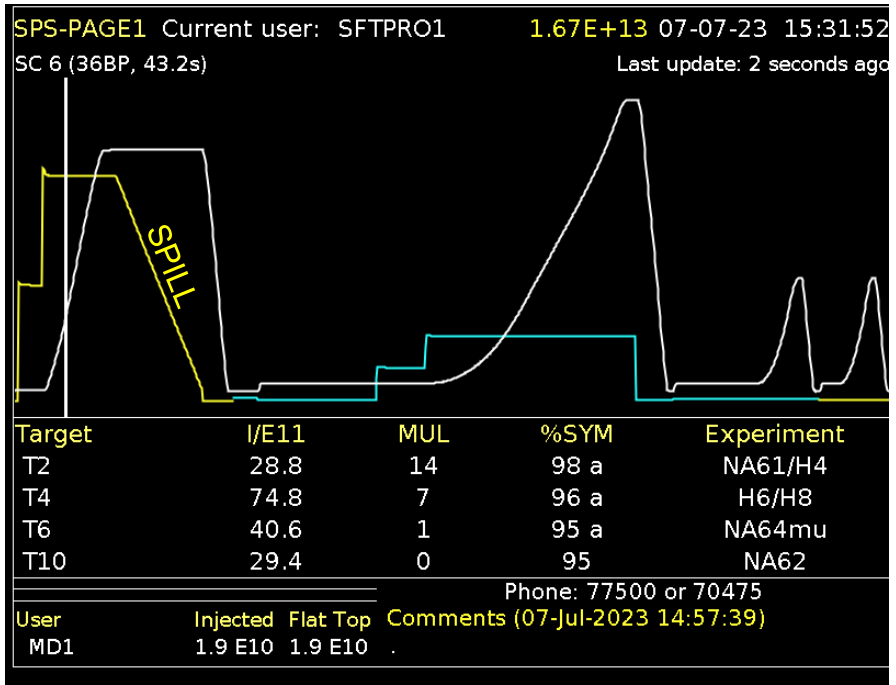 SPS-PAGE1 Current user: SFTPRO1 1.67E+13 07-07-23 15:31:52
SC 6 (36BP, 43.2s) Last update: 2 seconds ago
SPILL
Target I/E11 MUL %SYM Experiment
T2 28.8 14 98 a NA61/H4
T4 74.8 7 96 a H6/H8
T6 40.6 1 95 a NA64mu
T10 29.4 0 95 NA62
Phone: 77500 or 70475
User Injected Flat Top Comments (07-Jul-2023 14:57:39)
MD1 1.9 E10 1.9 E10 .